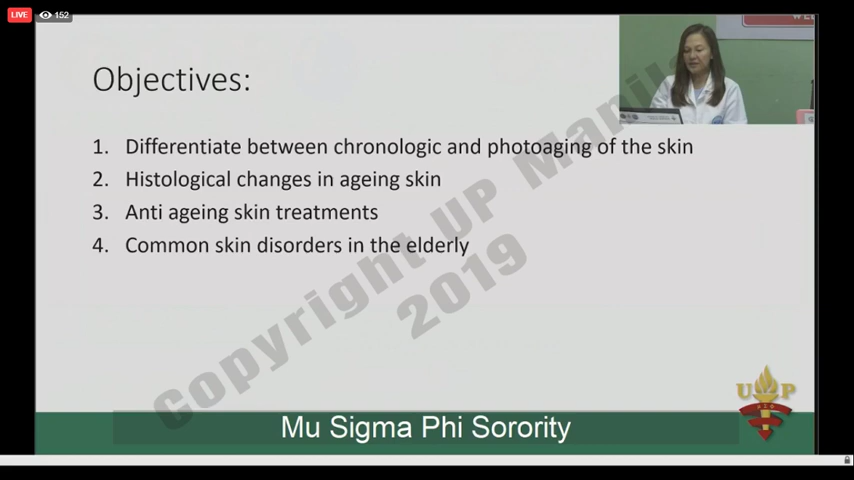 LIVE 152
Objectives:
1. Differentiate between chronologic and photoaging of the skin
2. Histological changes in ageing skin
3. Anti ageing skin treatments
4. Common skin disorders in the elderly
Copyright UP Manila
2019
UP
Mu Sigma Phi Sorority